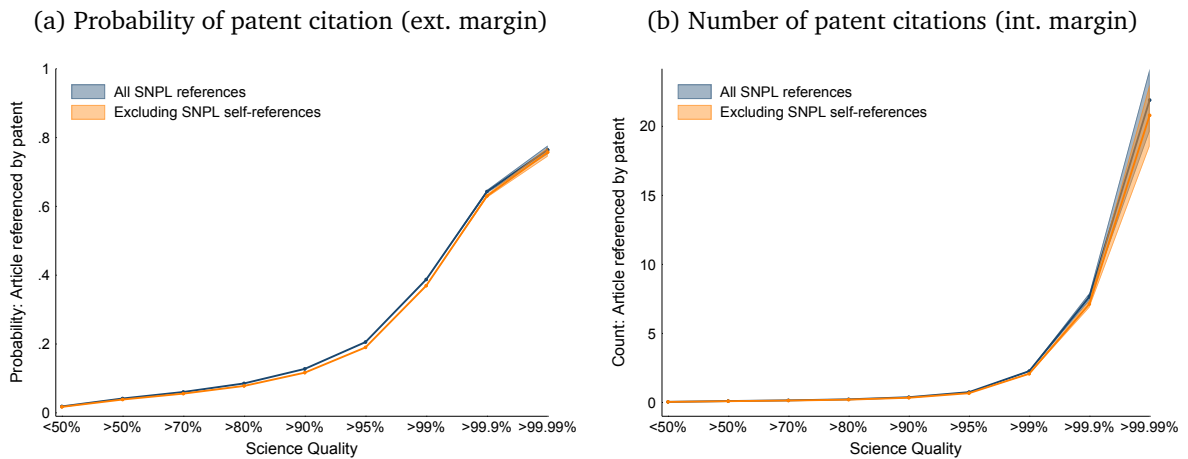 (a) Probability of patent citation (ext. margin)
1
.8
.6
.4
.2
0
Probability: Article referenced by patent
All SNPL references
Excluding SNPL self-references
<50% >50% >70% >80% >90% >95% >99% >99.9% >99.99%
Science Quality
(b) Number of patent citations (int. margin)
20
15
10
5
0
Count: Article referenced by patent
All SNPL references
Excluding SNPL self-references
<50% >50% >70% >80% >90% >95% >99% >99.9% >99.99%
Science Quality